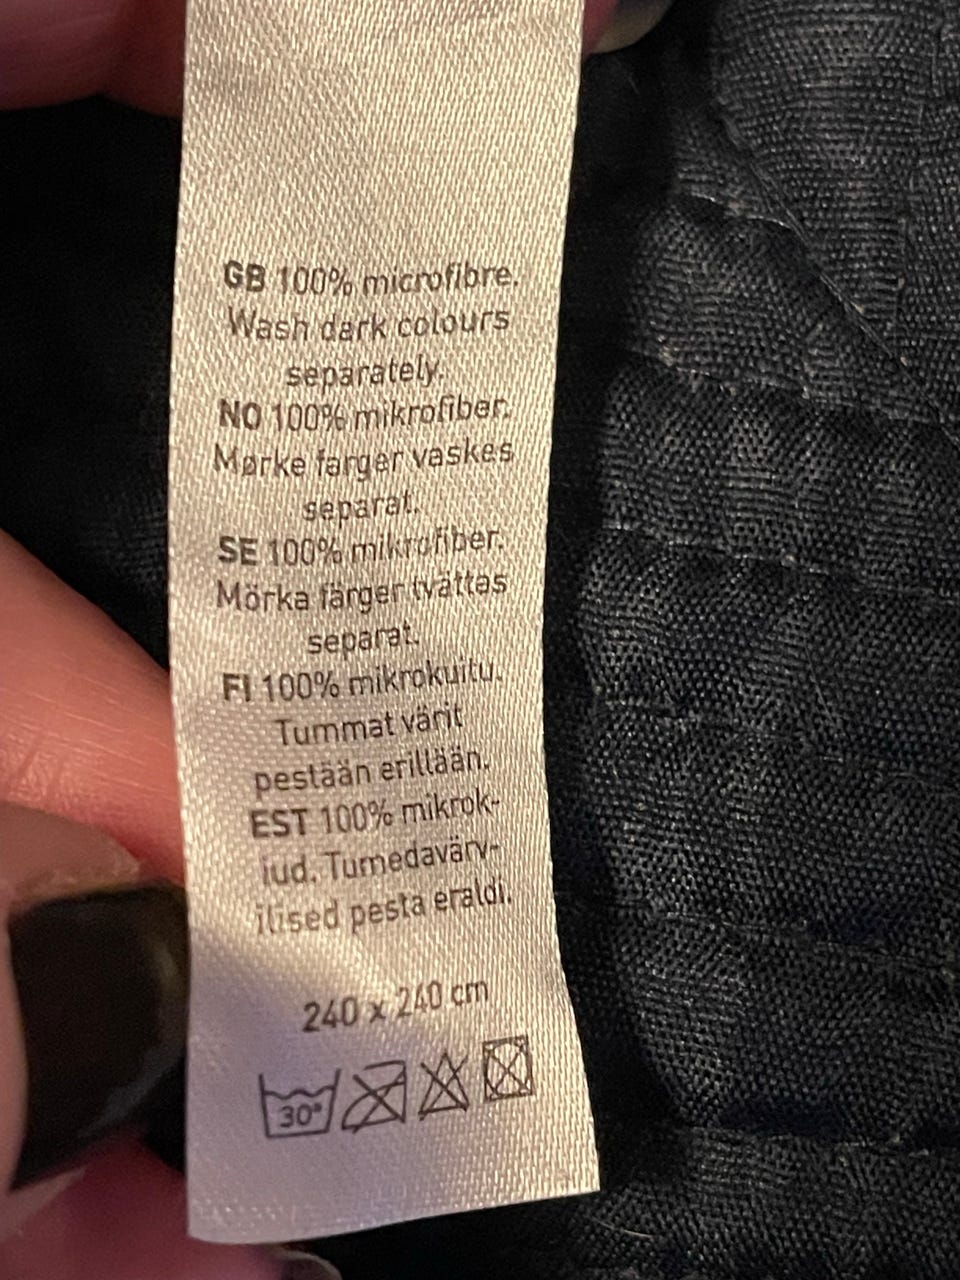 GB 100% microfibre.
Wash dark colours
separately.
NO 100% mikrofiber.
Mørke farger vaskes
separat.
SE 100% mikrofiber.
Mörka färger tvättas
separat.
FI 100% mikrokuitu.
Tummat värit
pestään erillään.
EST 100% mikrok-
iud. Tumedavärv-
ilised pesta eraldi.
240 x 240 cm
30°